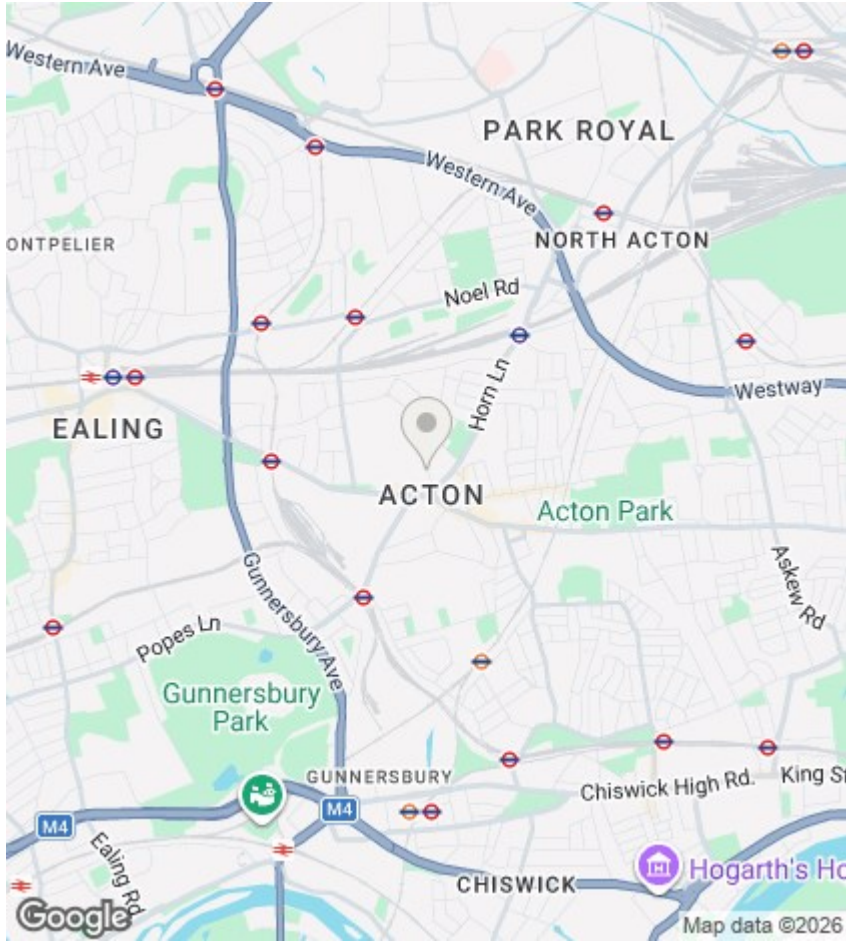 Western Ave
PARK ROYAL
Western Ave
ONTPELIER
NORTH ACTON
Noel Rd
Horn Ln
Westway
EALING
ACTON
Acton Park
Askew Rd
Gunnersbury Ave
Popes Ln
Gunnersbury
Park
GUNNERSBURY
Chiswick High Rd.
King St
M4
M4
Ealing Rd
CHISWICK
Hogarth's Ho
Google
Map data ©2026